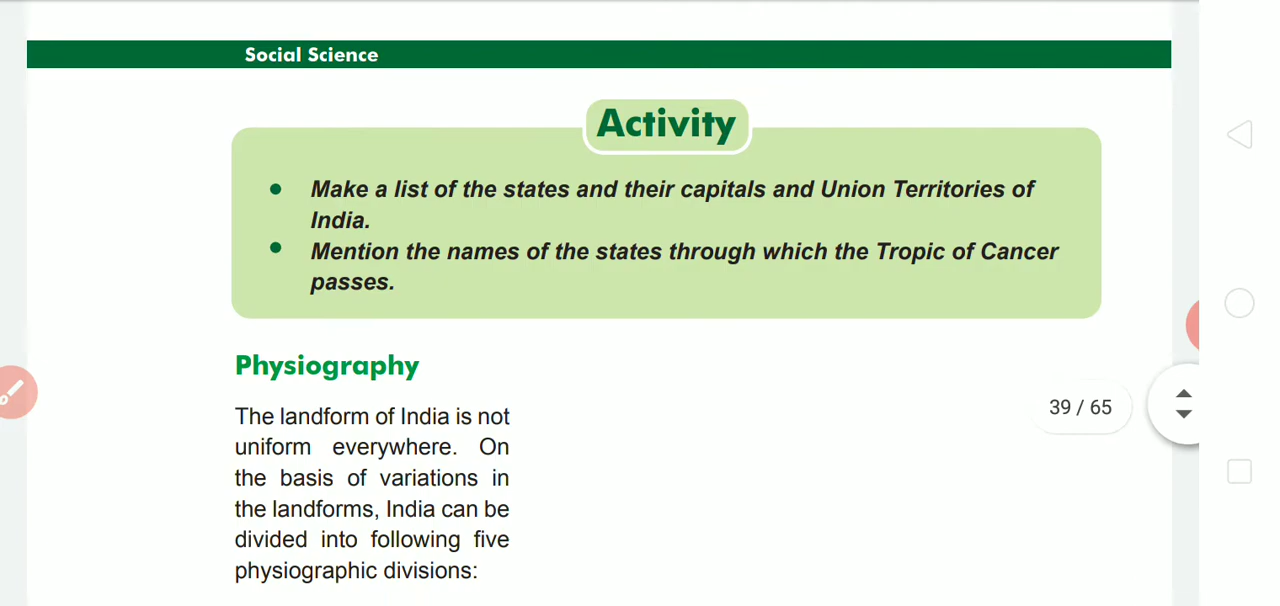 Social Science
Activity
● Make a list of the states and their capitals and Union Territories of
India.
● Mention the names of the states through which the Tropic of Cancer
passes.
Physiography
The landform of India is not
uniform everywhere. On
the basis of variations in
the landforms, India can be
divided into following five
physiographic divisions:
39 / 65